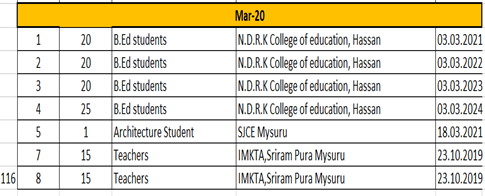 Mar-20
1 20 B.Ed students N.D.R.K College of education, Hassan 03.03.2021
2 20 B.Ed students N.D.R.K College of education, Hassan 03.03.2022
3 20 B.Ed students N.D.R.K College of education, Hassan 03.03.2023
4 25 B.Ed students N.D.R.K College of education, Hassan 03.03.2024
5 1 Architecture Student SJCE Mysuru 18.03.2021
7 15 Teachers IMKTA,Sriram Pura Mysuru 23.10.2019
116 8 15 Teachers IMKTA,Sriram Pura Mysuru 23.10.2019